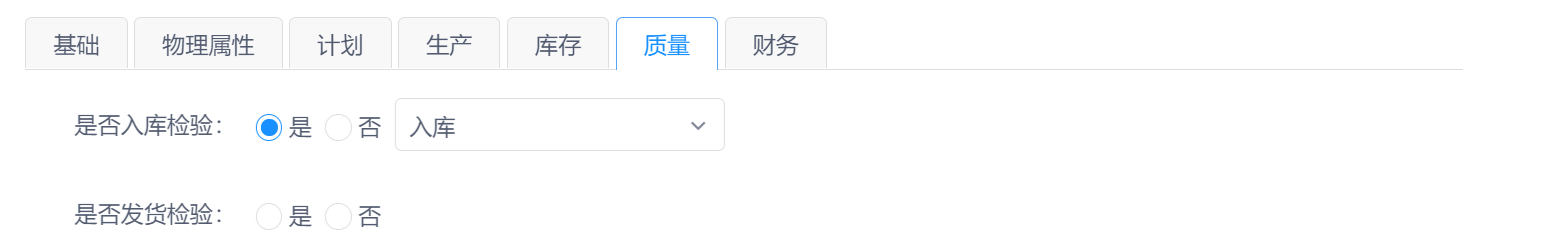 基础 物理属性 计划 生产 库存 质量 财务
是否入库检验： 是 否 入库
是否发货检验： 是 否